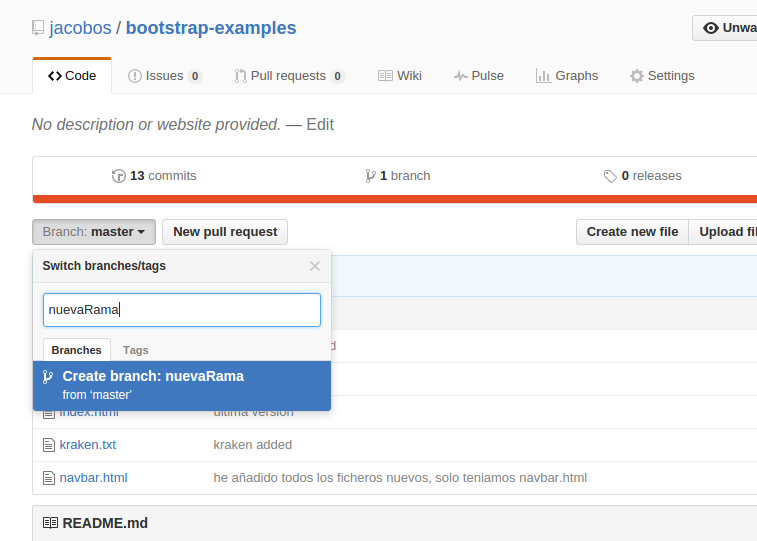 jacobos / bootstrap-examples
Unwa
Code
Issues 0
Pull requests 0
Wiki
Pulse
Graphs
Settings
No description or website provided. — Edit
13 commits
1 branch
0 releases
Branch: master
New pull request
Create new file
Upload fil
Switch branches/tags
nuevaRama
Branches
Tags
Create branch: nuevaRama
from ‘master’
index.html
última versión
kraken.txt
kraken added
navbar.html
he añadido todos los ficheros nuevos, solo teniamos navbar.html
README.md